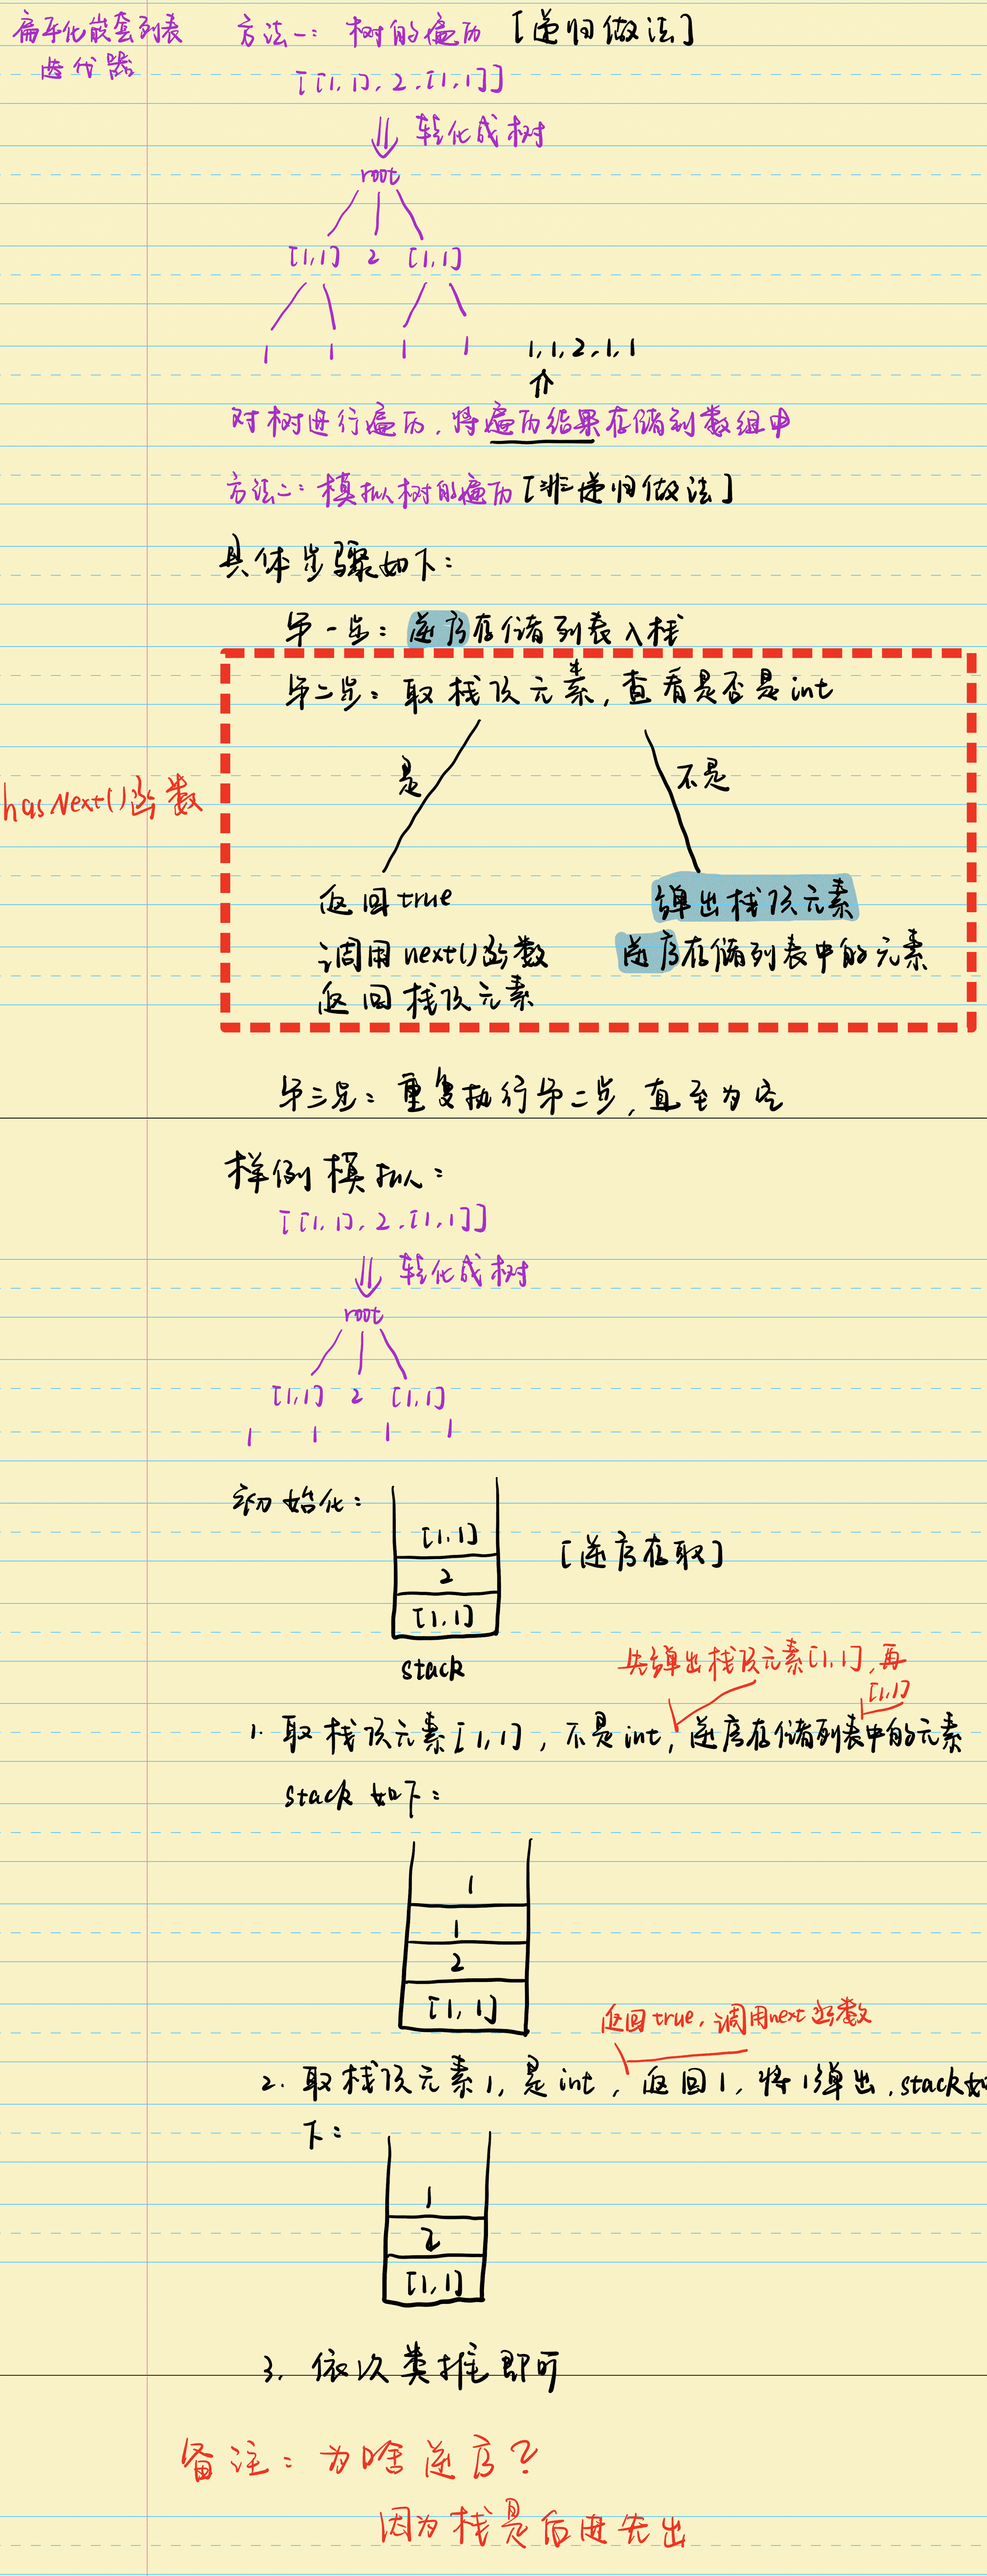 扁平化嵌套列表
迭代器
方法一：树的遍历 [递归做法]
[[1,1],2,[1,1]]
转化成树
root
[1,1] 2 [1,1]
1 1 1 1
1,1,2,1,1
对树进行遍历,将遍历结果存储到数组中
方法二：模拟树的遍历 [非递归做法]
具体步骤如下：
第一步：逆序存储列表入栈
第二步：取栈顶元素,查看是否是int
是 不是
hasNext()函数
返回true
调用next()函数
返回栈顶元素
弹出栈顶元素
逆序存储列表中的元素
第三步：重复执行第二步,直至为空
样例模拟：
[[1,1],2,[1,1]]
转化成树
root
[1,1] 2 [1,1]
1 1 1 1
初始化：
[1,1]
2
[1,1]
stack
[逆序存取]
先弹出栈顶元素[1,1],再
[1,1]
1. 取栈顶元素[1,1],不是int,逆序存储列表中的元素
stack如下：
1
1
2
[1,1]
返回true,调用next函数
2. 取栈顶元素1,是int,返回1,将1弹出,stack如
下：
1
2
[1,1]
3. 依次类推即可
备注：为啥逆序?
因为栈是后进先出